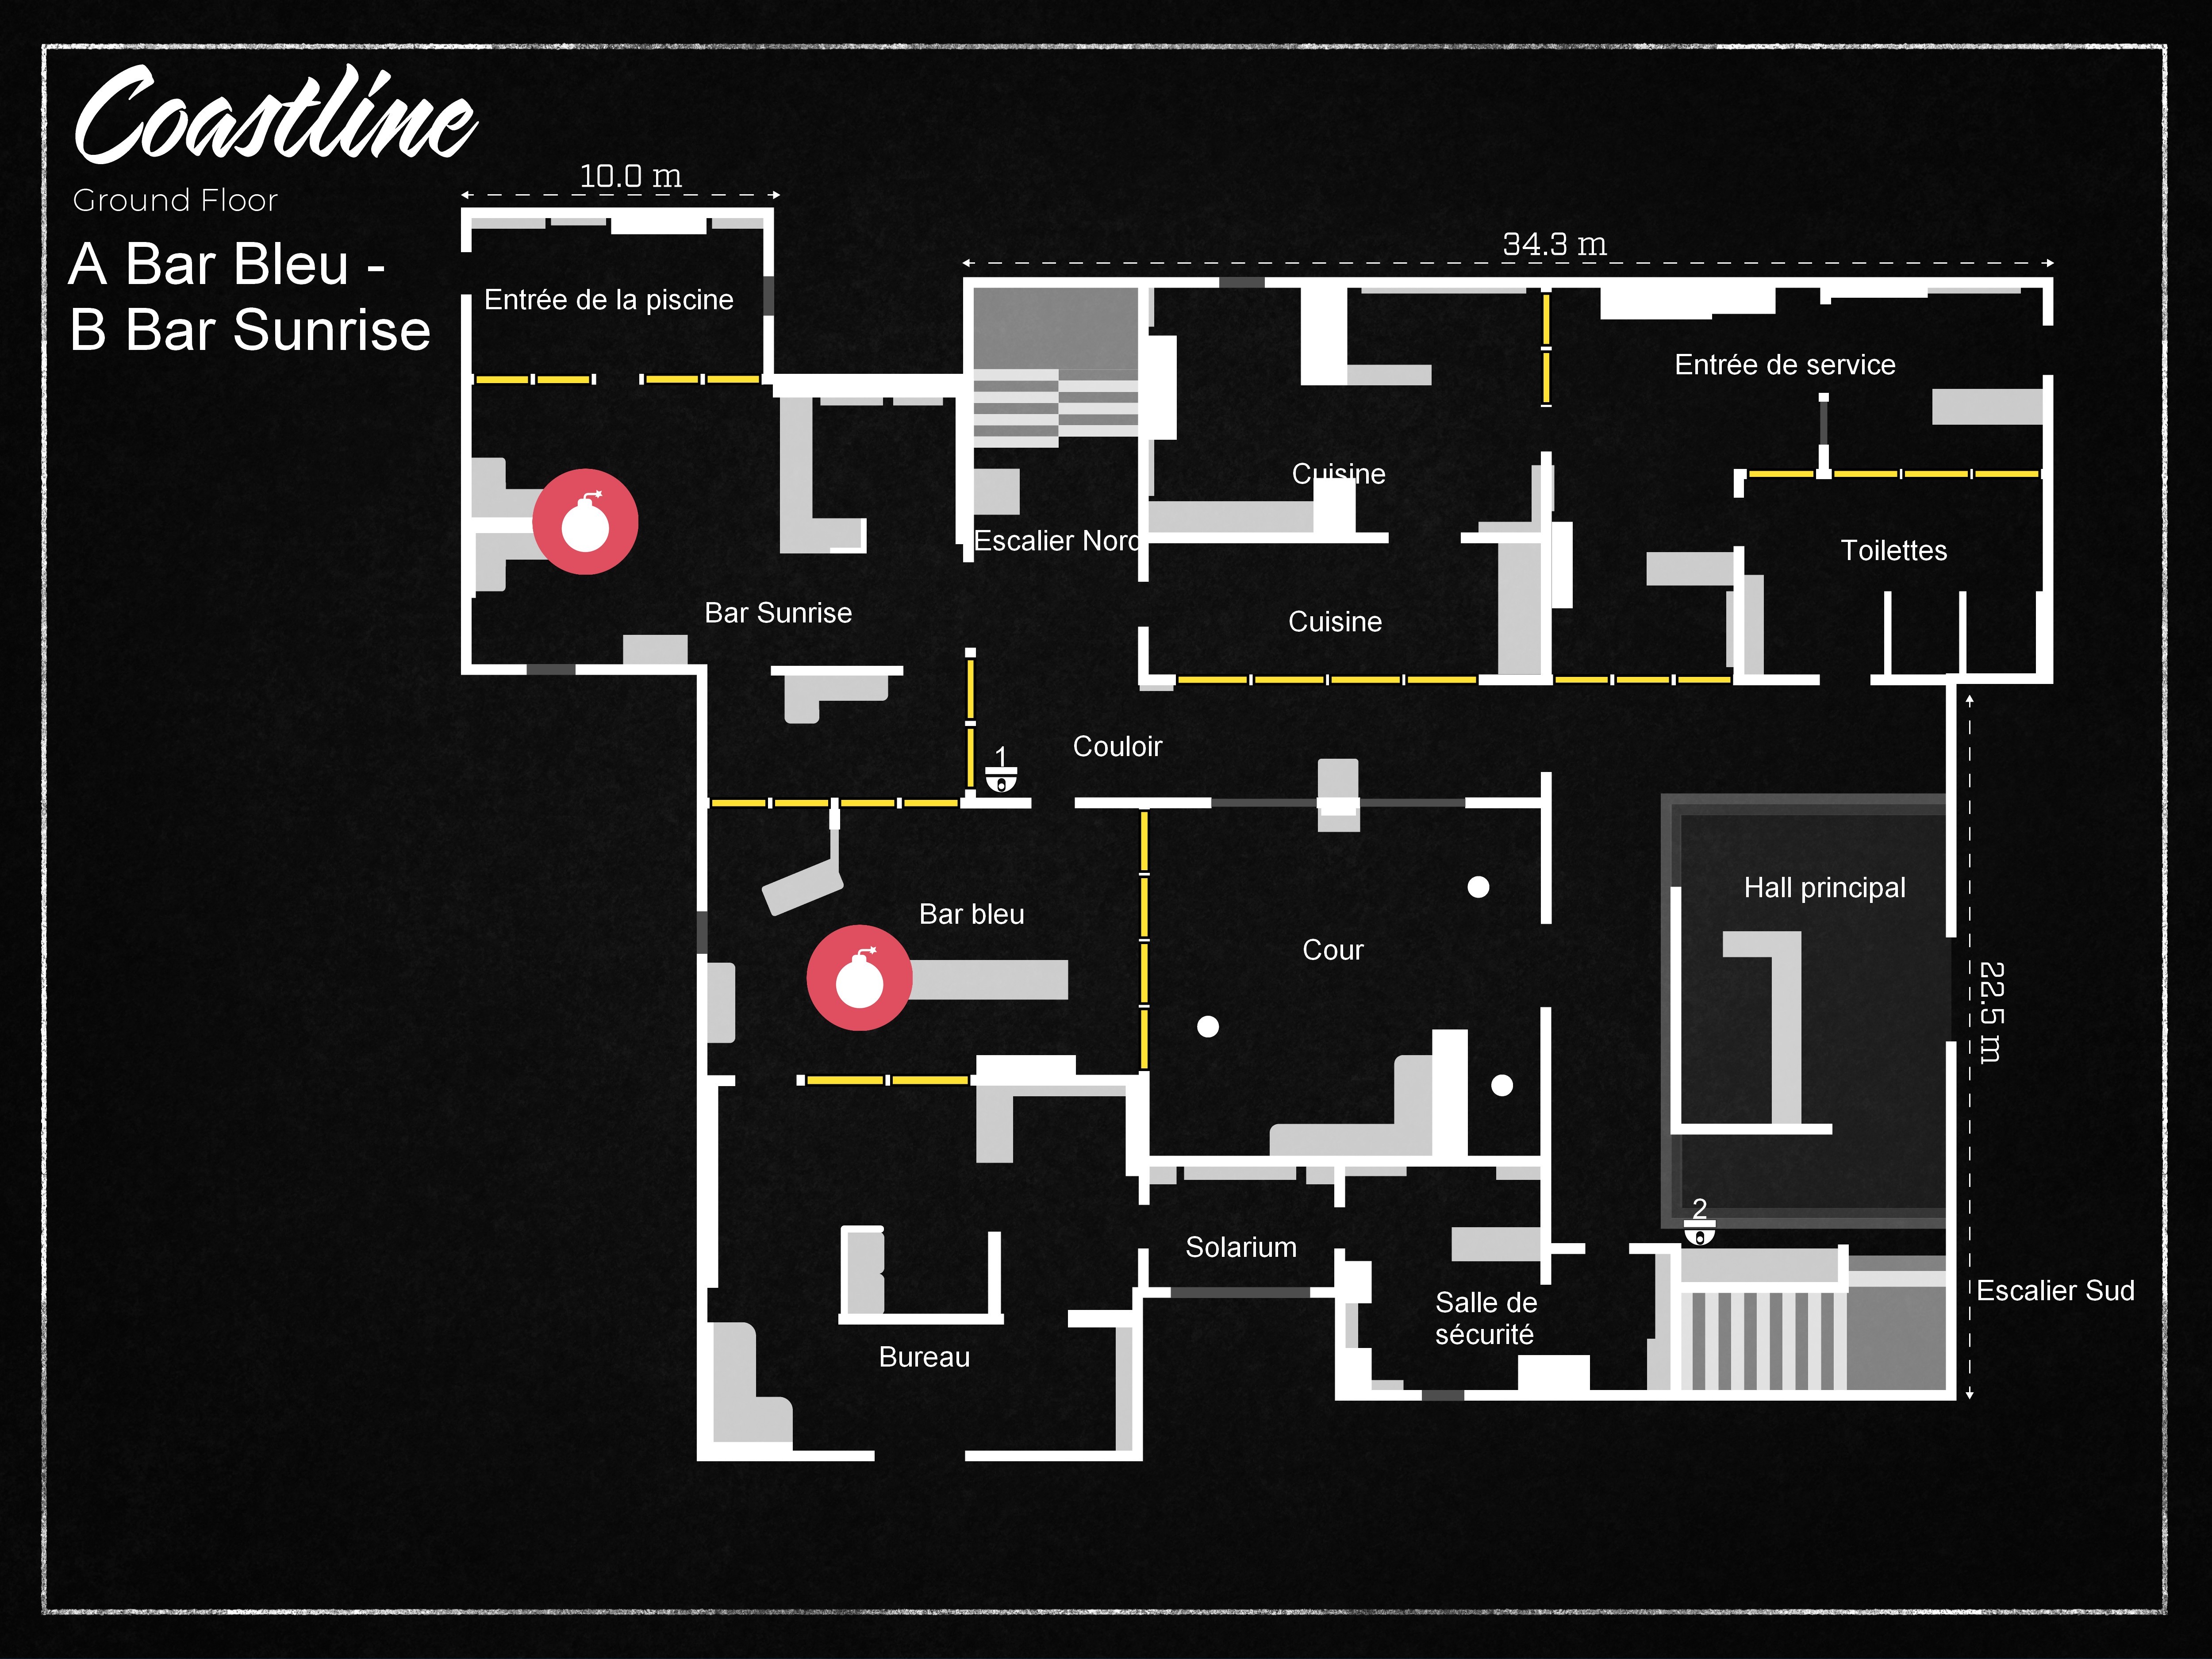 Coastline
Ground Floor
A Bar Bleu -
B Bar Sunrise
10.0 m
34.3 m
Entrée de la piscine
Entrée de service
Cuisine
Escalier Nord
Toilettes
Bar Sunrise
Cuisine
1
Couloir
Bar bleu
Hall principal
Cour
22.5 m
2
Solarium
Escalier Sud
Salle de
sécurité
Bureau